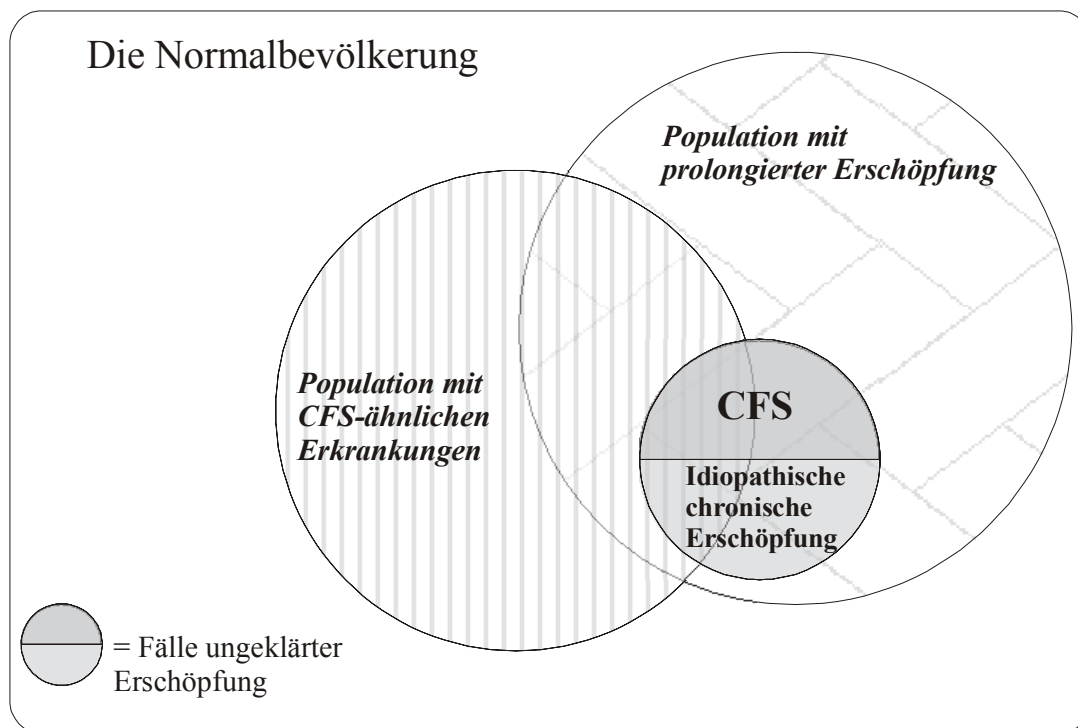 Die Normalbevölkerung
Population mit
prolongierter Erschöpfung
Population mit
CFS-ähnlichen
Erkrankungen
CFS
Idiopathische
chronische
Erschöpfung
= Fälle ungeklärter
Erschöpfung